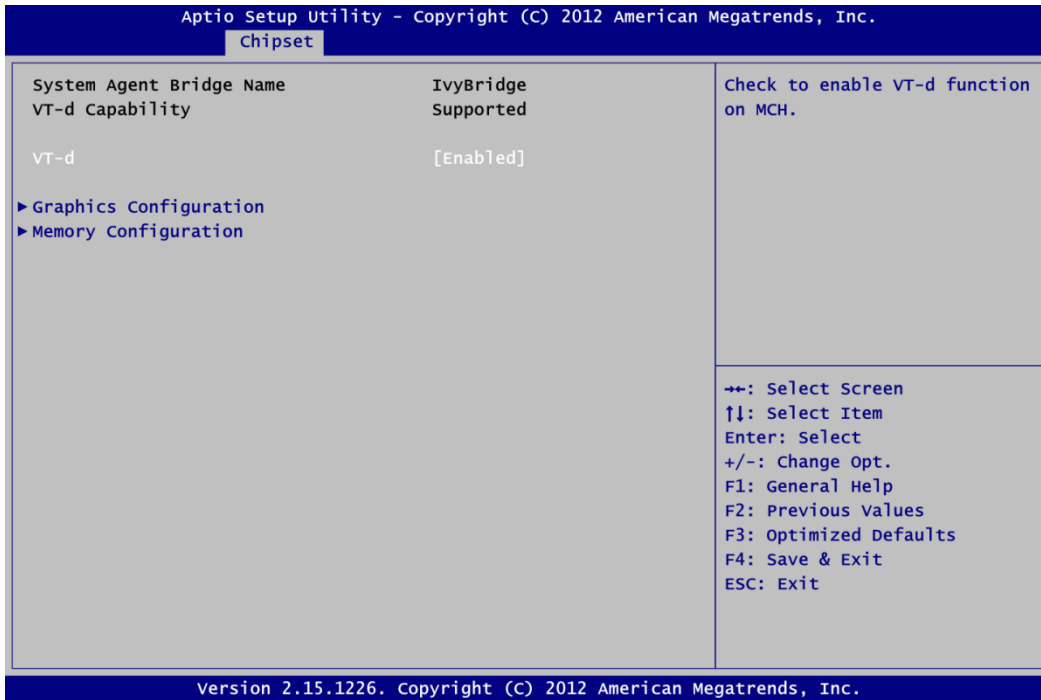 Aptio Setup Utility - Copyright (C) 2012 American Megatrends, Inc.
Chipset
System Agent Bridge Name IvyBridge
VT-d Capability Supported
VT-d [Enabled]
► Graphics Configuration
► Memory Configuration
Check to enable VT-d function
on MCH.
→←: Select Screen
↑↓: Select Item
Enter: Select
+/-: Change Opt.
F1: General Help
F2: Previous Values
F3: Optimized Defaults
F4: Save & Exit
ESC: Exit
Version 2.15.1226. Copyright (C) 2012 American Megatrends, Inc.